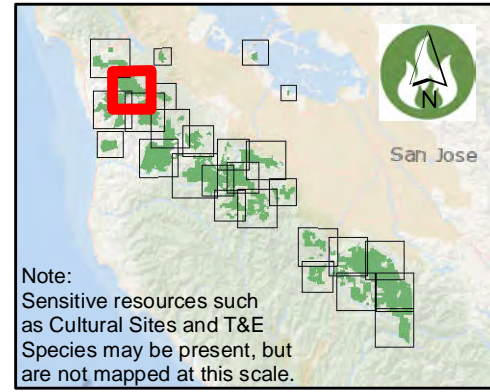 N
San Jose
Note:
Sensitive resources such
as Cultural Sites and T&E
Species may be present, but
are not mapped at this scale.